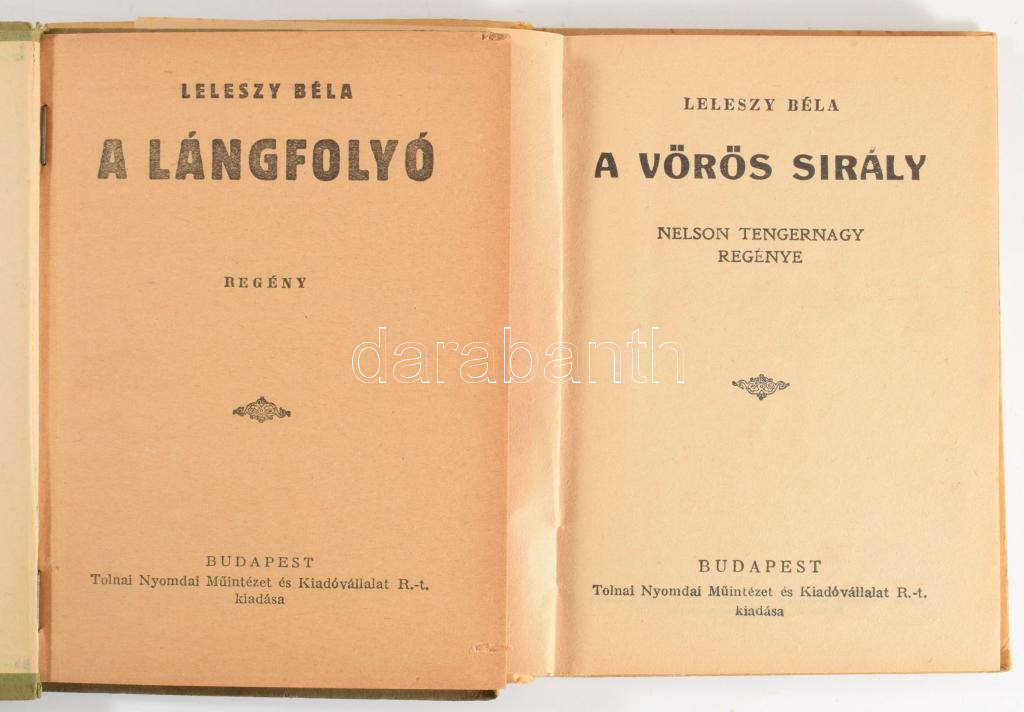 LELESZY BÉLA
A LÁNGFOLYÓ
REGÉNY
BUDAPEST
Tolnai Nyomdai Műintézet és Kiadóvállalat R.-t.
kiadása
LELESZY BÉLA
A VÖRÖS SIRÁLY
NELSON TENGERNAGY
REGÉNYE
BUDAPEST
Tolnai Nyomdai Műintézet és Kiadóvállalat R.-t.
kiadása
darabanth